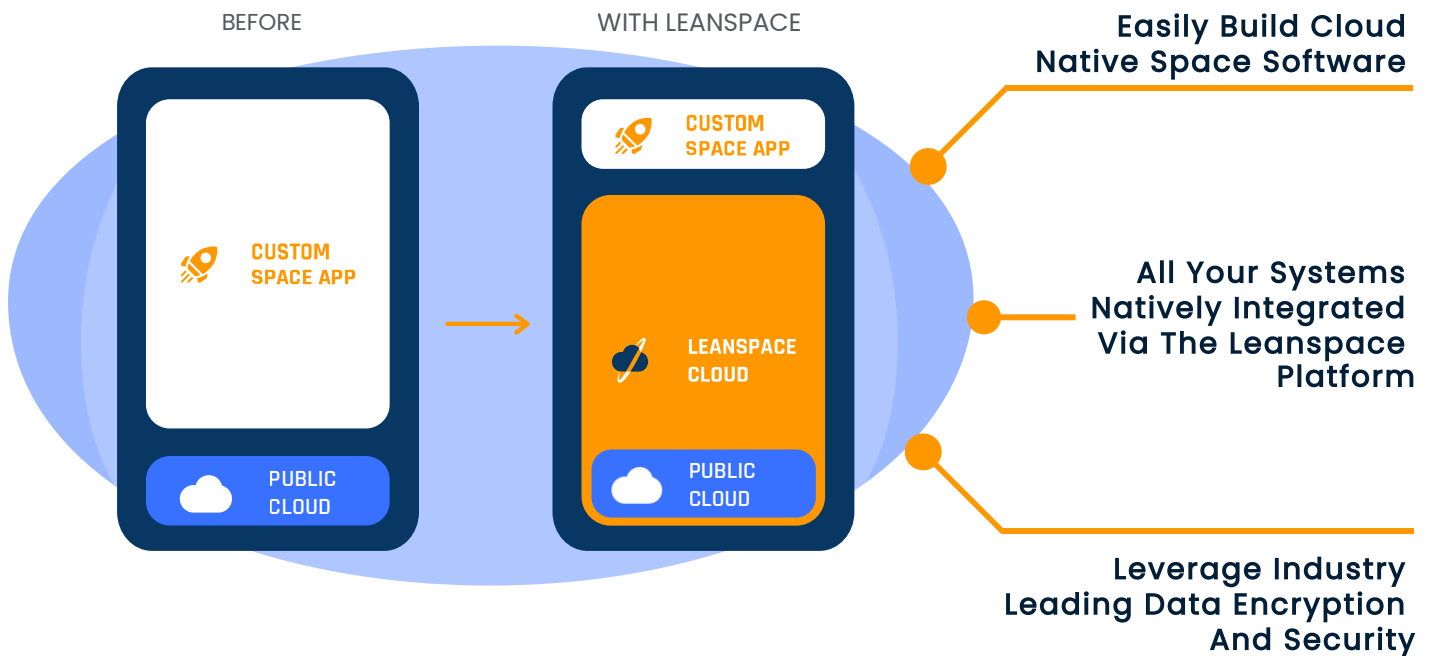 BEFORE
CUSTOM
SPACE APP
PUBLIC
CLOUD
WITH LEANSPACE
CUSTOM
SPACE APP
LEANSPACE
CLOUD
PUBLIC
CLOUD
Easily Build Cloud
Native Space Software
All Your Systems
Natively Integrated
Via The Leanspace
Platform
Leverage Industry
Leading Data Encryption
And Security